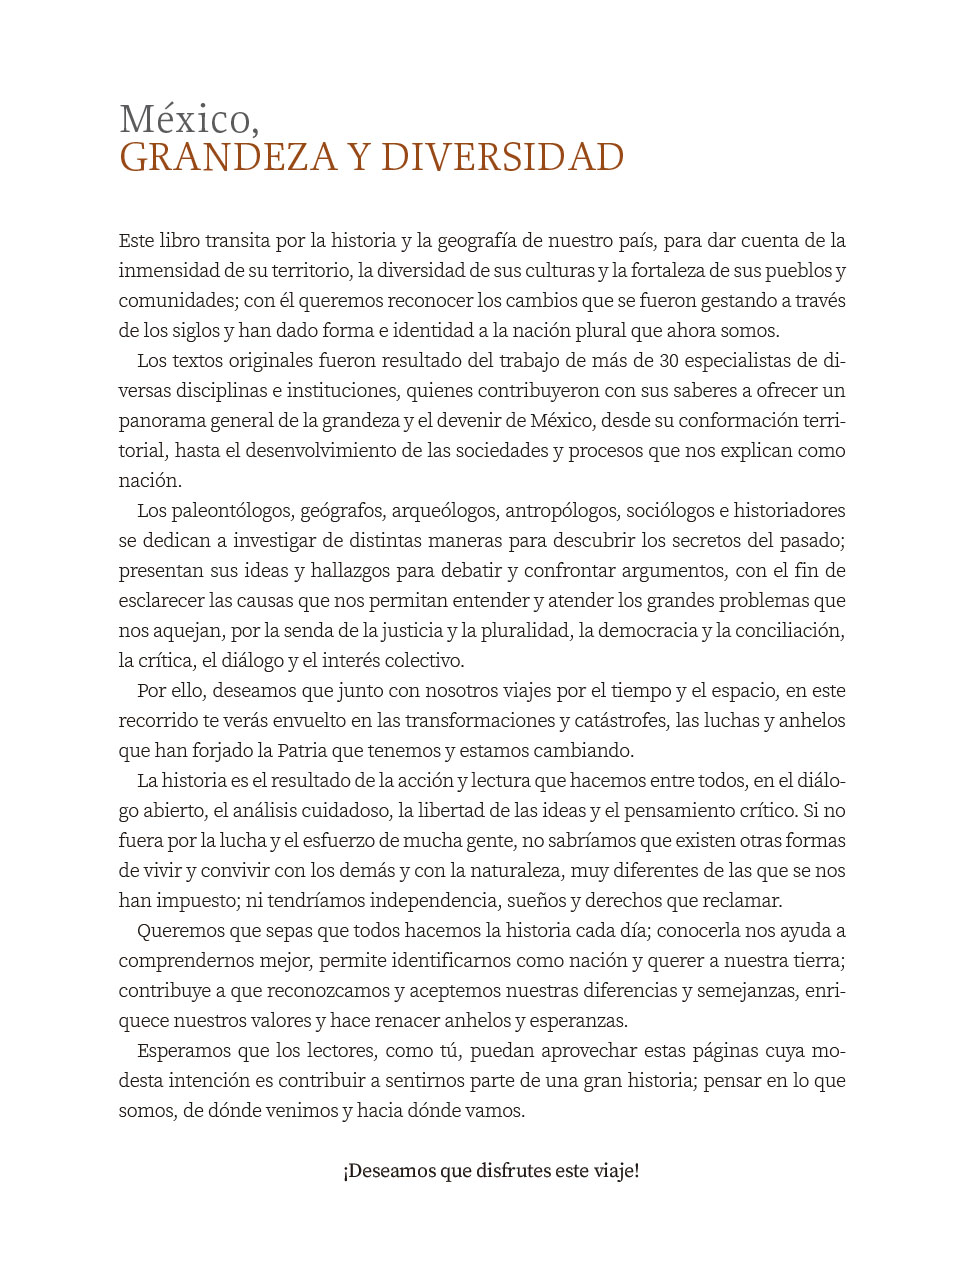 México,
GRANDEZA Y DIVERSIDAD
Este libro transita por la historia y la geografía de nuestro país, para dar cuenta de la
inmensidad de su territorio, la diversidad de sus culturas y la fortaleza de sus pueblos y
comunidades; con él queremos reconocer los cambios que se fueron gestando a través
de los siglos y han dado forma e identidad a la nación plural que ahora somos.
Los textos originales fueron resultado del trabajo de más de 30 especialistas de di-
versas disciplinas e instituciones, quienes contribuyeron con sus saberes a ofrecer un
panorama general de la grandeza y el devenir de México, desde su conformación terri-
torial, hasta el desenvolvimiento de las sociedades y procesos que nos explican como
nación.
Los paleontólogos, geógrafos, arqueólogos, antropólogos, sociólogos e historiadores
se dedican a investigar de distintas maneras para descubrir los secretos del pasado;
presentan sus ideas y hallazgos para debatir y confrontar argumentos, con el fin de
esclarecer las causas que nos permitan entender y atender los grandes problemas que
nos aquejan, por la senda de la justicia y la pluralidad, la democracia y la conciliación,
la crítica, el diálogo y el interés colectivo.
Por ello, deseamos que junto con nosotros viajes por el tiempo y el espacio, en este
recorrido te verás envuelto en las transformaciones y catástrofes, las luchas y anhelos
que han forjado la Patria que tenemos y estamos cambiando.
La historia es el resultado de la acción y lectura que hacemos entre todos, en el diálo-
go abierto, el análisis cuidadoso, la libertad de las ideas y el pensamiento crítico. Si no
fuera por la lucha y el esfuerzo de mucha gente, no sabríamos que existen otras formas
de vivir y convivir con los demás y con la naturaleza, muy diferentes de las que se nos
han impuesto; ni tendríamos independencia, sueños y derechos que reclamar.
Queremos que sepas que todos hacemos la historia cada día; conocerla nos ayuda a
comprendernos mejor, permite identificarnos como nación y querer a nuestra tierra;
contribuye a que reconozcamos y aceptemos nuestras diferencias y semejanzas, enri-
quece nuestros valores y hace renacer anhelos y esperanzas.
Esperamos que los lectores, como tú, puedan aprovechar estas páginas cuya mo-
desta intención es contribuir a sentirnos parte de una gran historia; pensar en lo que
somos, de dónde venimos y hacia dónde vamos.
¡Deseamos que disfrutes este viaje!